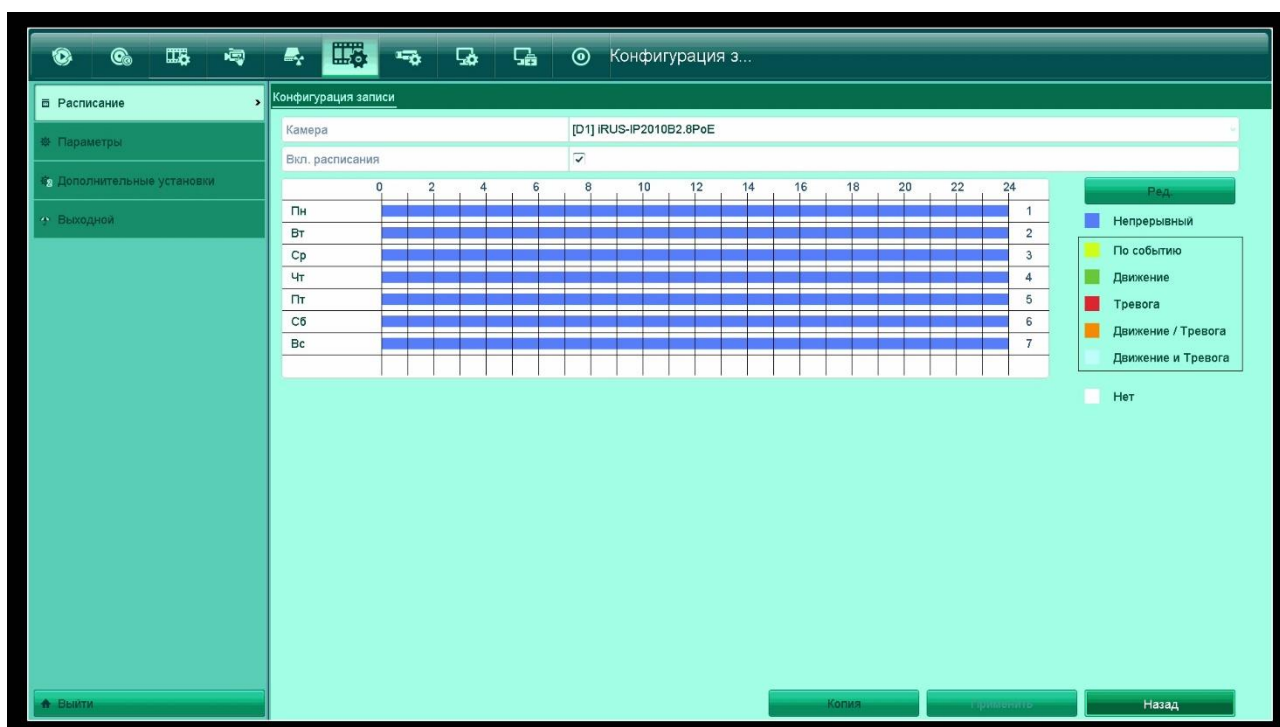 Конфигурация з...
Расписание
Параметры
Дополнительные установки
Выходной
Выйти
Конфигурация записи
Камера [D1] iRUS-IP2010B2.8PoE
Вкл. расписания
0 2 4 6 8 10 12 14 16 18 20 22 24
Пн 1
Вт 2
Ср 3
Чт 4
Пт 5
Сб 6
Вс 7
Ред.
Непрерывный
По событию
Движение
Тревога
Движение / Тревога
Движение и Тревога
Нет
Копия Применить Назад